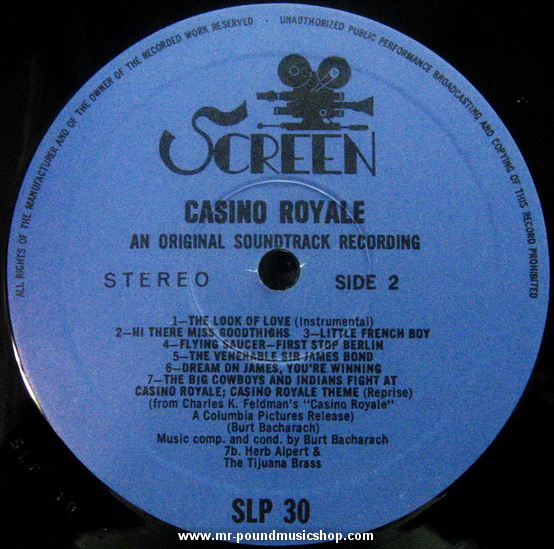 ALL RIGHTS OF THE MANUFACTURER AND OF THE OWNER OF THE RECORDED WORK RESERVED · UNAUTHORIZED PUBLIC PERFORMANCE BROADCASTING AND COPYING OF THIS RECORD PROHIBITED
SCREEN
CASINO ROYALE
AN ORIGINAL SOUNDTRACK RECORDING
STEREO SIDE 2
1—THE LOOK OF LOVE (Instrumental)
2—HI THERE MISS GOODTHIGHS 3—LITTLE FRENCH BOY
4—FLYING SAUCER—FIRST STOP BERLIN
5—THE VENERABLE SIR JAMES BOND
6—DREAM ON JAMES, YOU'RE WINNING
7—THE BIG COWBOYS AND INDIANS FIGHT AT
CASINO ROYALE; CASINO ROYALE THEME (Reprise)
(from Charles K. Feldman's "Casino Royale"
A Columbia Pictures Release)
(Burt Bacharach)
Music comp. and cond. by Burt Bacharach
7b. Herb Alpert &
The Tijuana Brass
SLP 30
SLP 30
www.mr-poundmusicshop.com